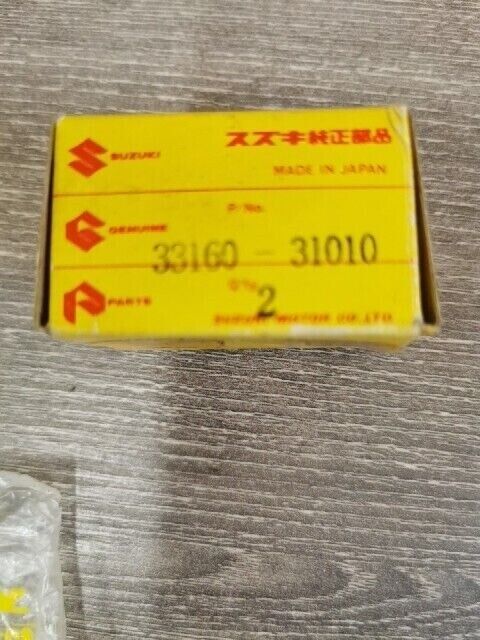 SUZUKI
スズキ純正部品
MADE IN JAPAN
P/No.
GENUINE
33160-31010
Q'ty
2
PARTS
SUZUKI MOTOR CO.,LTD.